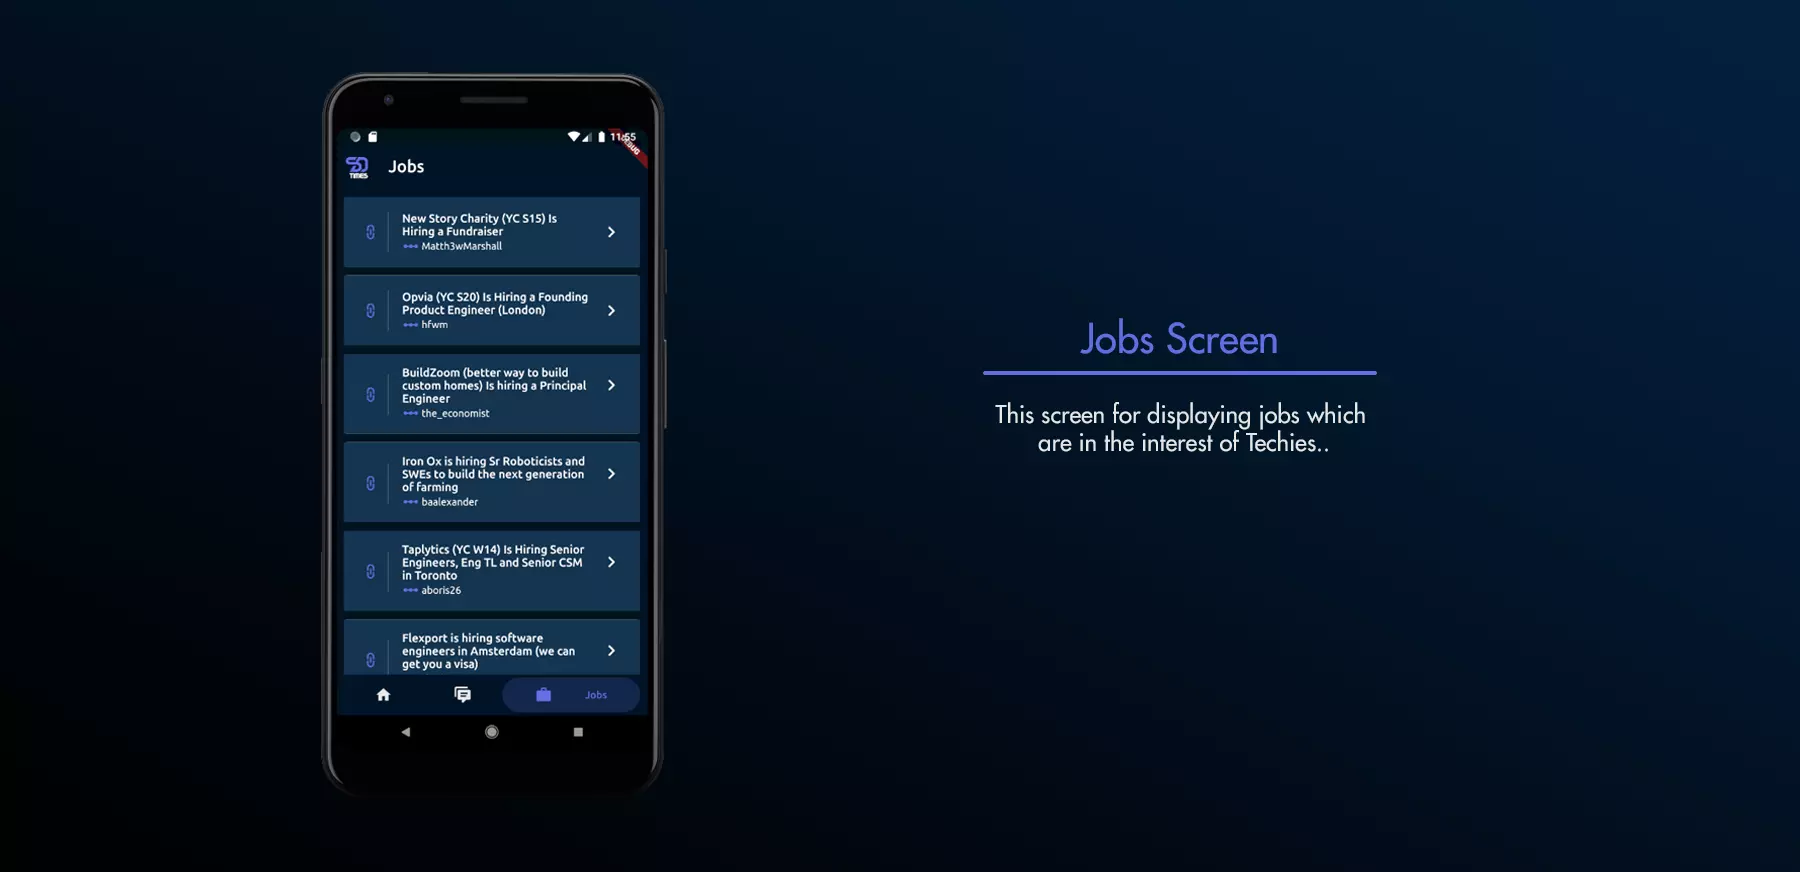 11:55
TIMES
Jobs
New Story Charity (YC S15) Is
Hiring a Fundraiser
Matth3wMarshall
Opvia (YC S20) Is Hiring a Founding
Product Engineer (London)
hfwm
BuildZoom (better way to build
custom homes) Is hiring a Principal
Engineer
the_economist
Iron Ox is hiring Sr Roboticists and
SWEs to build the next generation
of farming
baalexander
Taplytics (YC W14) Is Hiring Senior
Engineers, Eng TL and Senior CSM
in Toronto
aboris26
Flexport is hiring software
engineers in Amsterdam (we can
get you a visa)
Jobs
Jobs Screen
This screen for displaying jobs which
are in the interest of Techies..